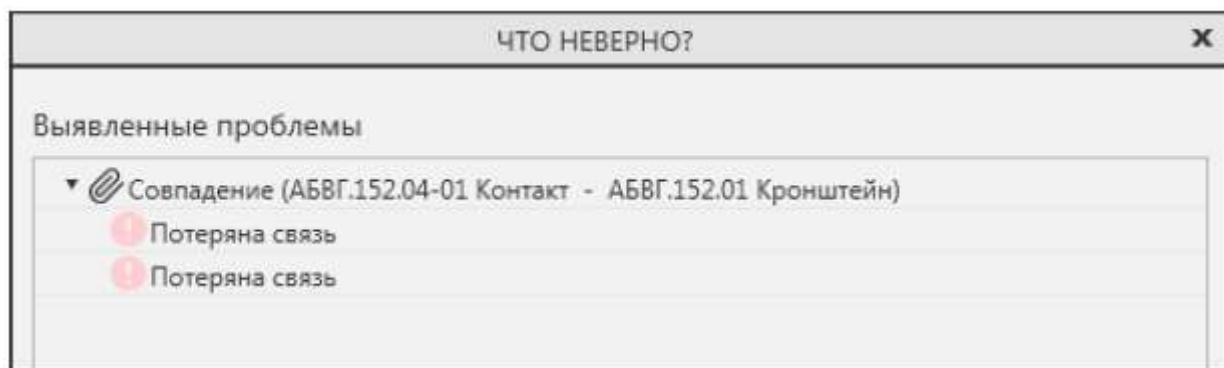 ЧТО НЕВЕРНО?
Выявленные проблемы
Совпадение (АБВГ.152.04-01 Контакт - АБВГ.152.01 Кронштейн)
Потеряна связь
Потеряна связь